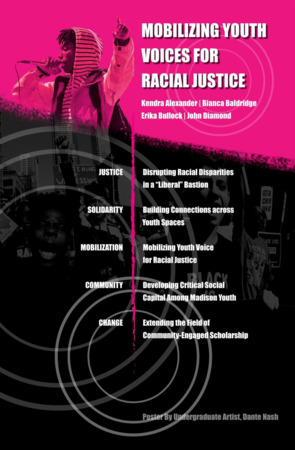 MOBILIZING YOUTH
VOICES FOR
RACIAL JUSTICE
Kendra Alexander | Bianca Baldridge
Erika Bullock | John Diamond
JUSTICE
Disrupting Racial Disparities
in a "Liberal" Bastion
SOLIDARITY
Building Connections across
Youth Spaces
MOBILIZATION
Mobilizing Youth Voice
for Racial Justice
COMMUNITY
Developing Critical Social
Capital Among Madison Youth
CHANGE
Extending the Field of
Community-Engaged Scholarship
BLACK
Poster By Undergraduate Artist, Dante Nash